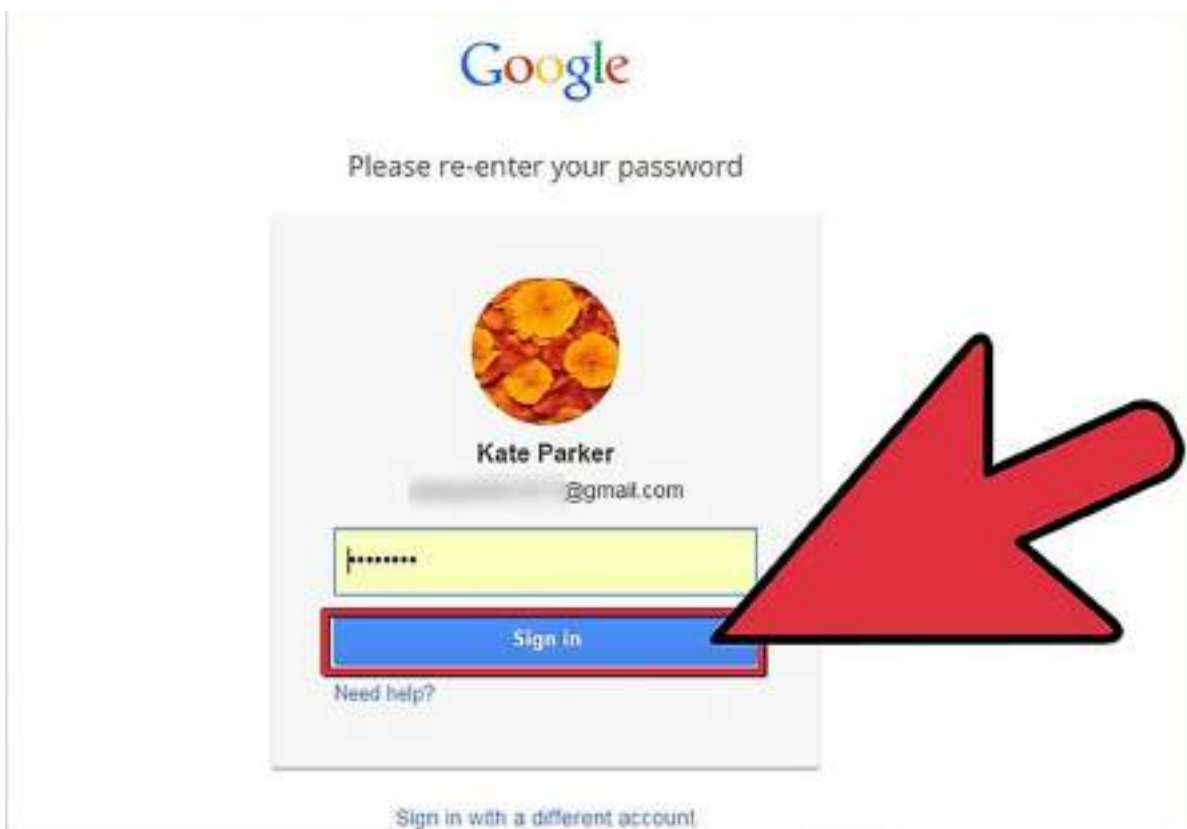 Google
Please re-enter your password
Kate Parker
@gmail.com
Sign in
Need help?
Sign in with a different account